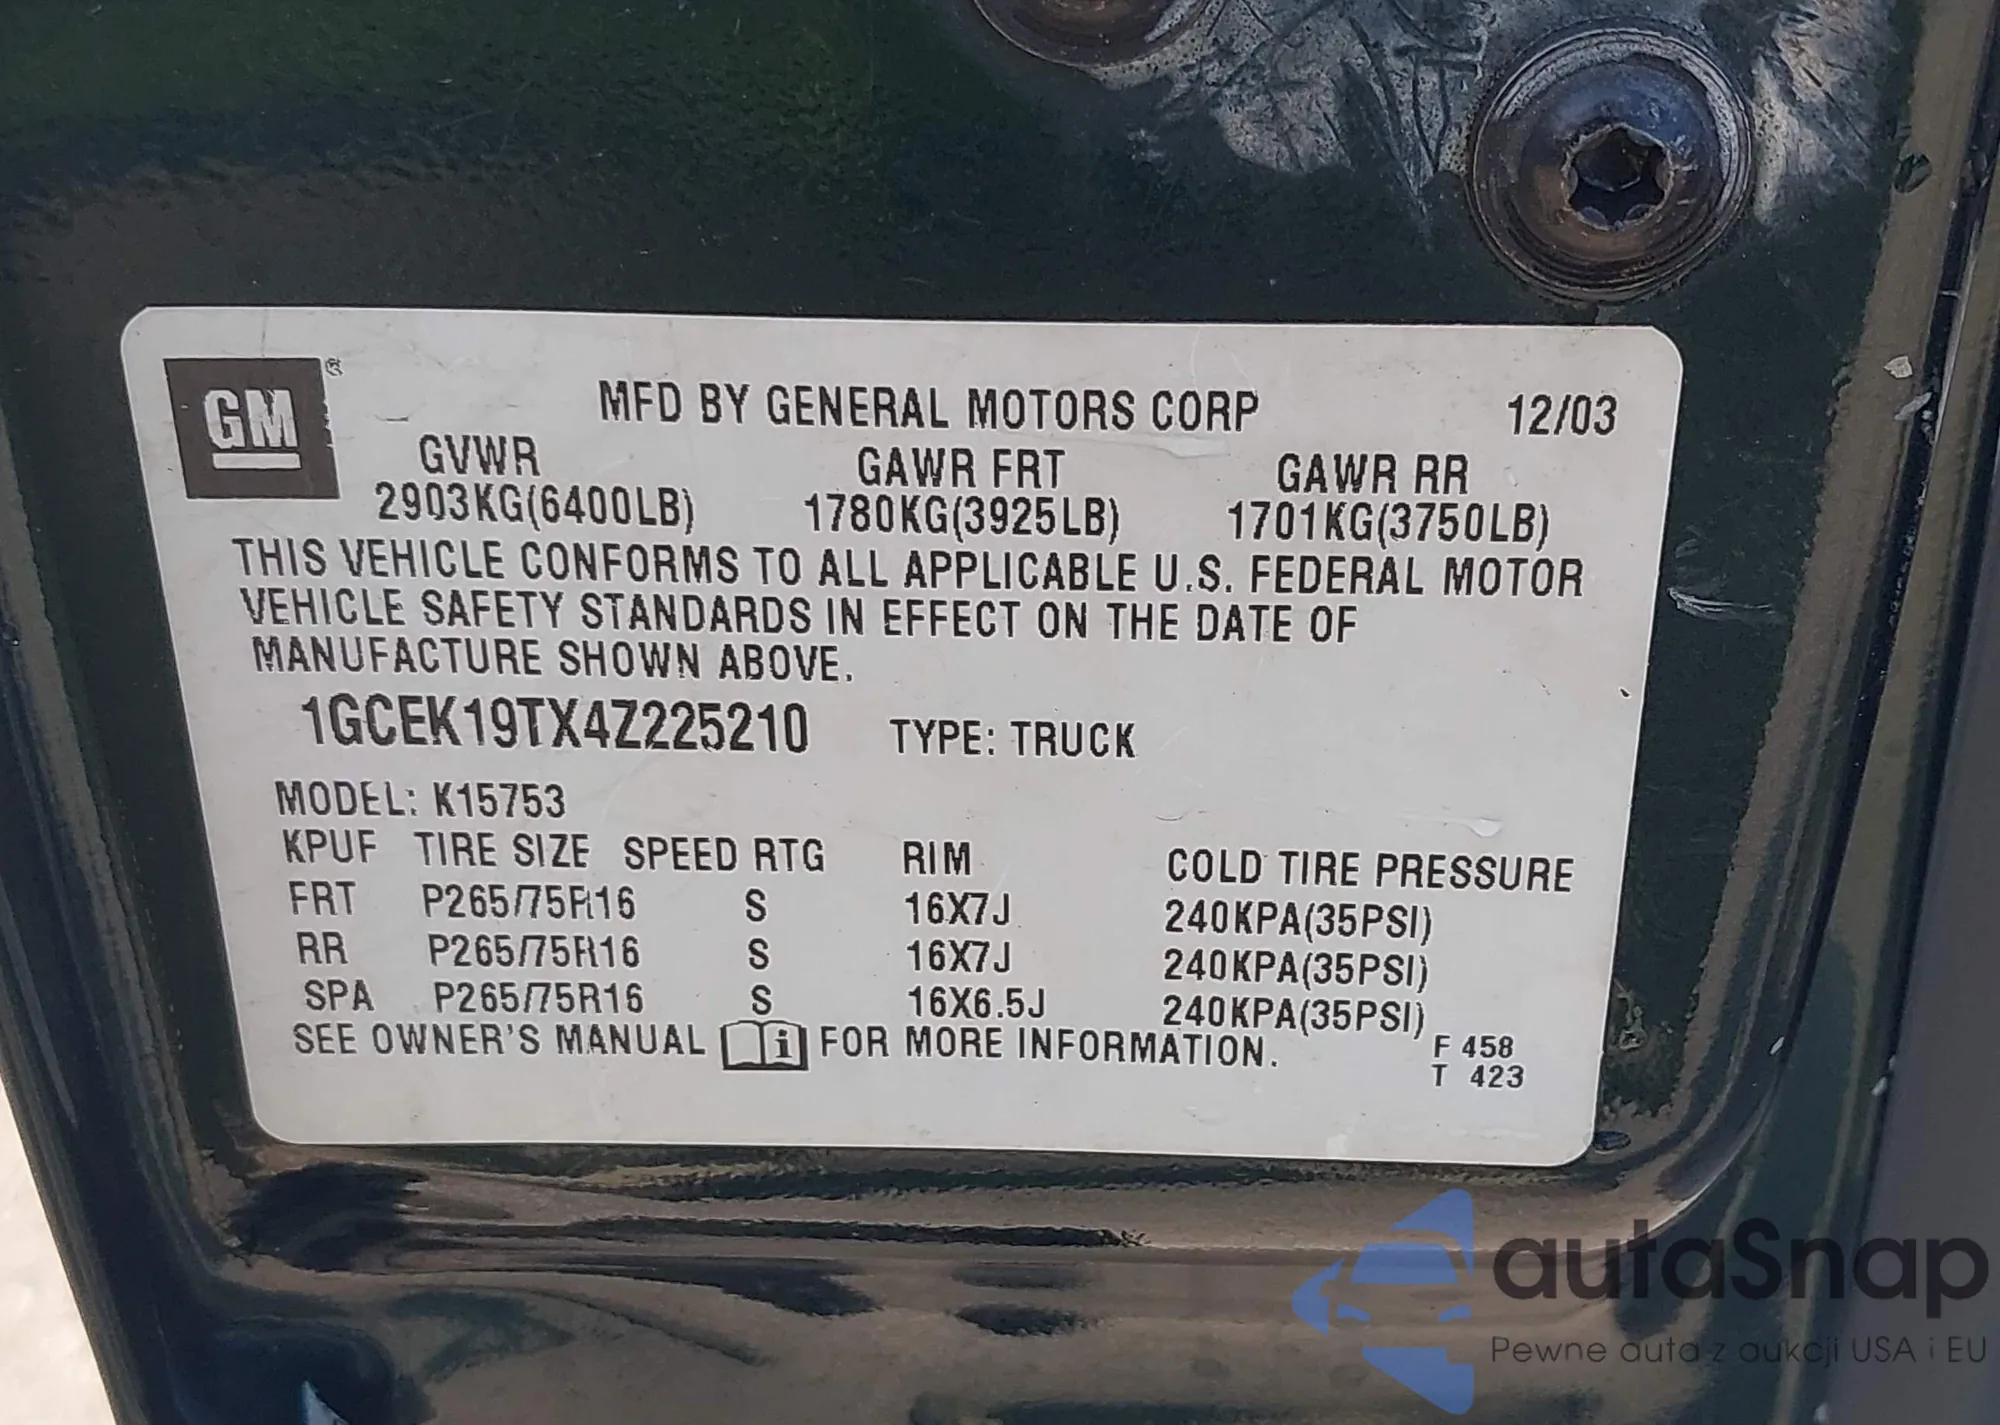 GM ®
MFD BY GENERAL MOTORS CORP 12/03
GVWR GAWR FRT GAWR RR
2903KG(6400LB) 1780KG(3925LB) 1701KG(3750LB)
THIS VEHICLE CONFORMS TO ALL APPLICABLE U.S. FEDERAL MOTOR
VEHICLE SAFETY STANDARDS IN EFFECT ON THE DATE OF
MANUFACTURE SHOWN ABOVE.
1GCEK19TX4Z225210 TYPE: TRUCK
MODEL: K15753
KPUF TIRE SIZE SPEED RTG RIM COLD TIRE PRESSURE
FRT P265/75R16 S 16X7J 240KPA(35PSI)
RR P265/75R16 S 16X7J 240KPA(35PSI)
SPA P265/75R16 S 16X6.5J 240KPA(35PSI)
SEE OWNER'S MANUAL i FOR MORE INFORMATION.
F 458
T 423
autaSnap
Pewne auta z aukcji USA i EU